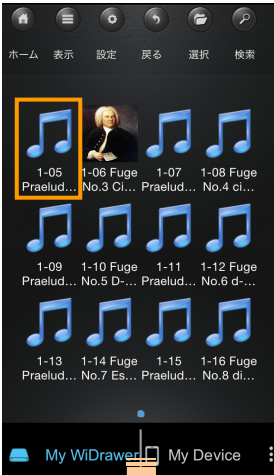 ホーム 表示 設定 戻る 選択 検索
1-05 1-06 Fuge 1-07 1-08 Fuge
Praelud... No.3 Ci... Praelud... No.4 ci...
1-09 1-10 Fuge 1-11 1-12 Fuge
Praelud... No.5 D-... Praelud... No.6 d-...
1-13 1-14 Fuge 1-15 1-16 Fuge
Praelud... No.7 Es... Praelud... No.8 di...
My WiDrawer My Device